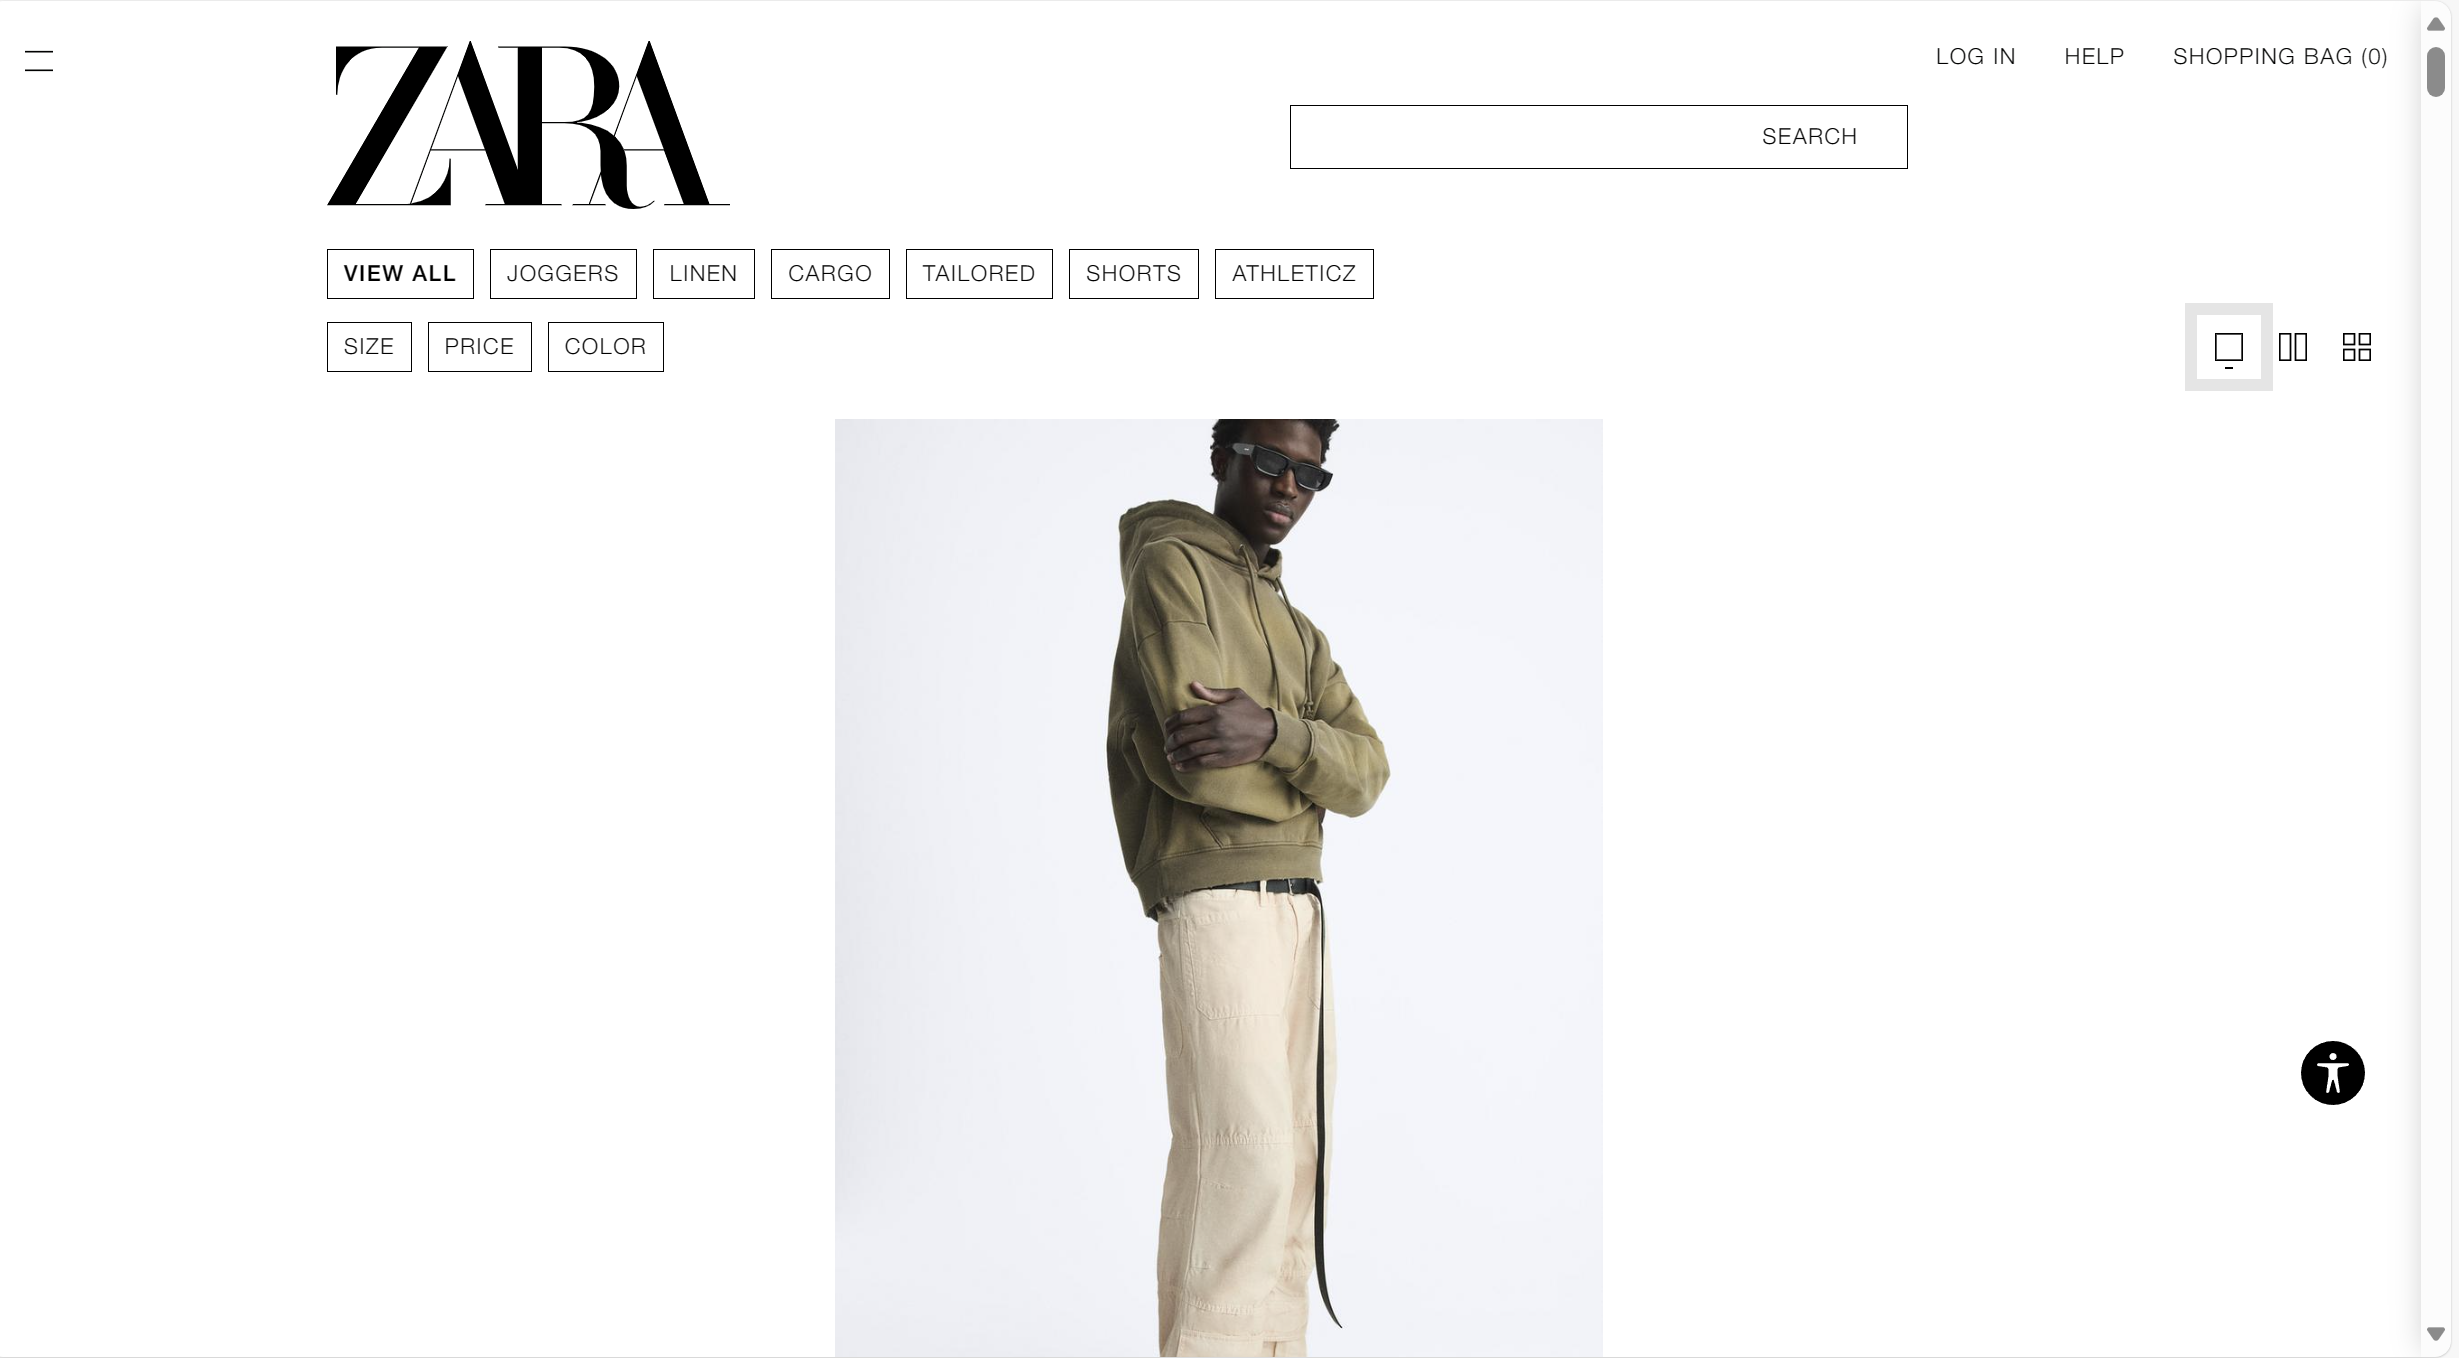 ZARA
LOG IN HELP SHOPPING BAG (0)
SEARCH
VIEW ALL JOGGERS LINEN CARGO TAILORED SHORTS ATHLETICZ
SIZE PRICE COLOR